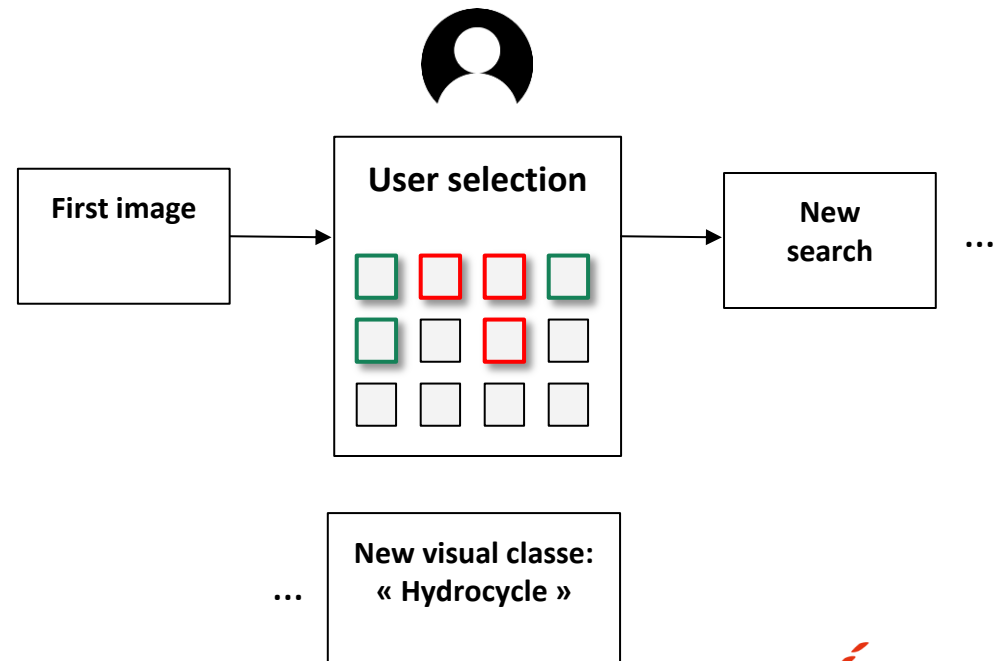 First image
User selection
New
search
...
...
New visual classe:
« Hydrocycle »